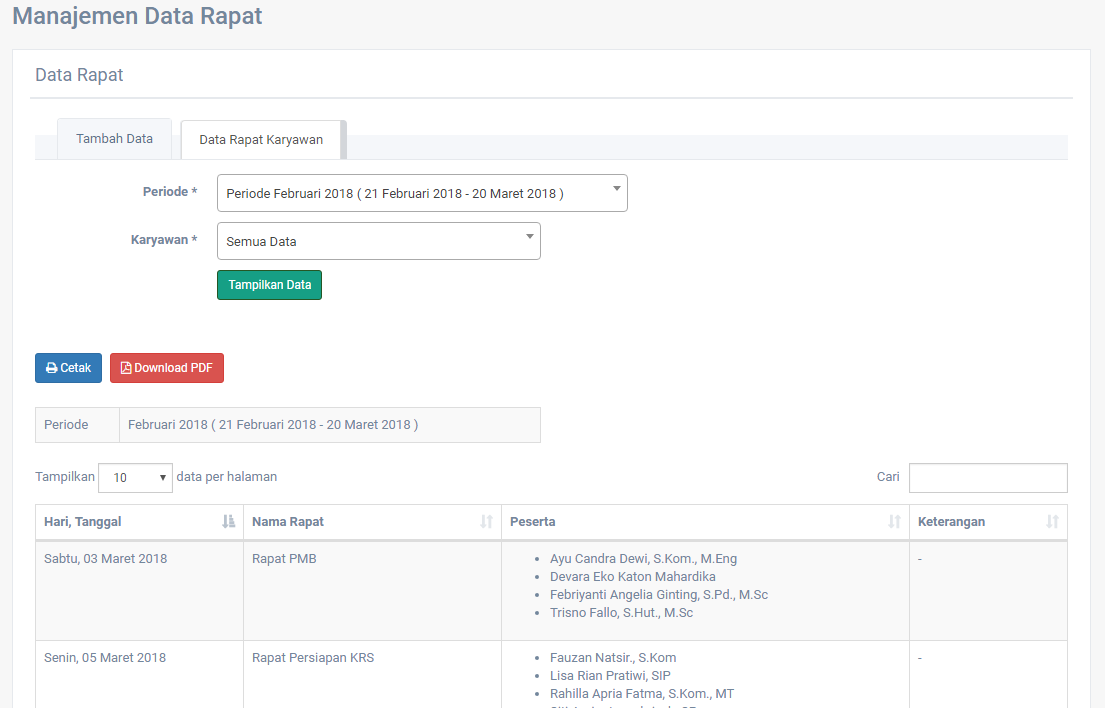 Manajemen Data Rapat
Data Rapat
Tambah Data Data Rapat Karyawan
Periode * Periode Februari 2018 ( 21 Februari 2018 - 20 Maret 2018 )
Karyawan * Semua Data
Tampilkan Data
Cetak Download PDF
Periode Februari 2018 ( 21 Februari 2018 - 20 Maret 2018 )
Tampilkan 10 data per halaman Cari
Hari, Tanggal Nama Rapat Peserta Keterangan
Sabtu, 03 Maret 2018 Rapat PMB • Ayu Candra Dewi, S.Kom., M.Eng -
• Devara Eko Katon Mahardika
• Febriyanti Angelia Ginting, S.Pd., M.Sc
• Trisno Fallo, S.Hut., M.Sc
Senin, 05 Maret 2018 Rapat Persiapan KRS • Fauzan Natsir., S.Kom -
• Lisa Rian Pratiwi, SIP
• Rahilla Apria Fatma, S.Kom., MT